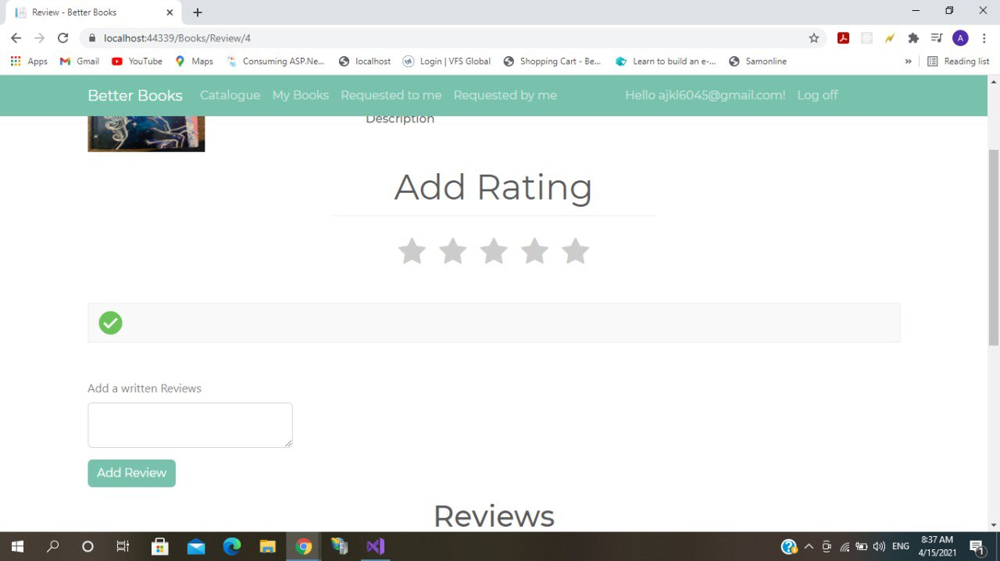 Review - Better Books
localhost:44339/Books/Review/4
A
Apps Gmail YouTube Maps Consuming ASP.Ne... localhost Login | VFS Global Shopping Cart - Be... Learn to build an e-... Samonline » Reading list
Better Books Catalogue My Books Requested to me Requested by me Hello ajkl6045@gmail.com! Log off
Description
Add Rating
Add a written Reviews
Add Review
Reviews
ENG 8:37 AM
4/15/2021 1